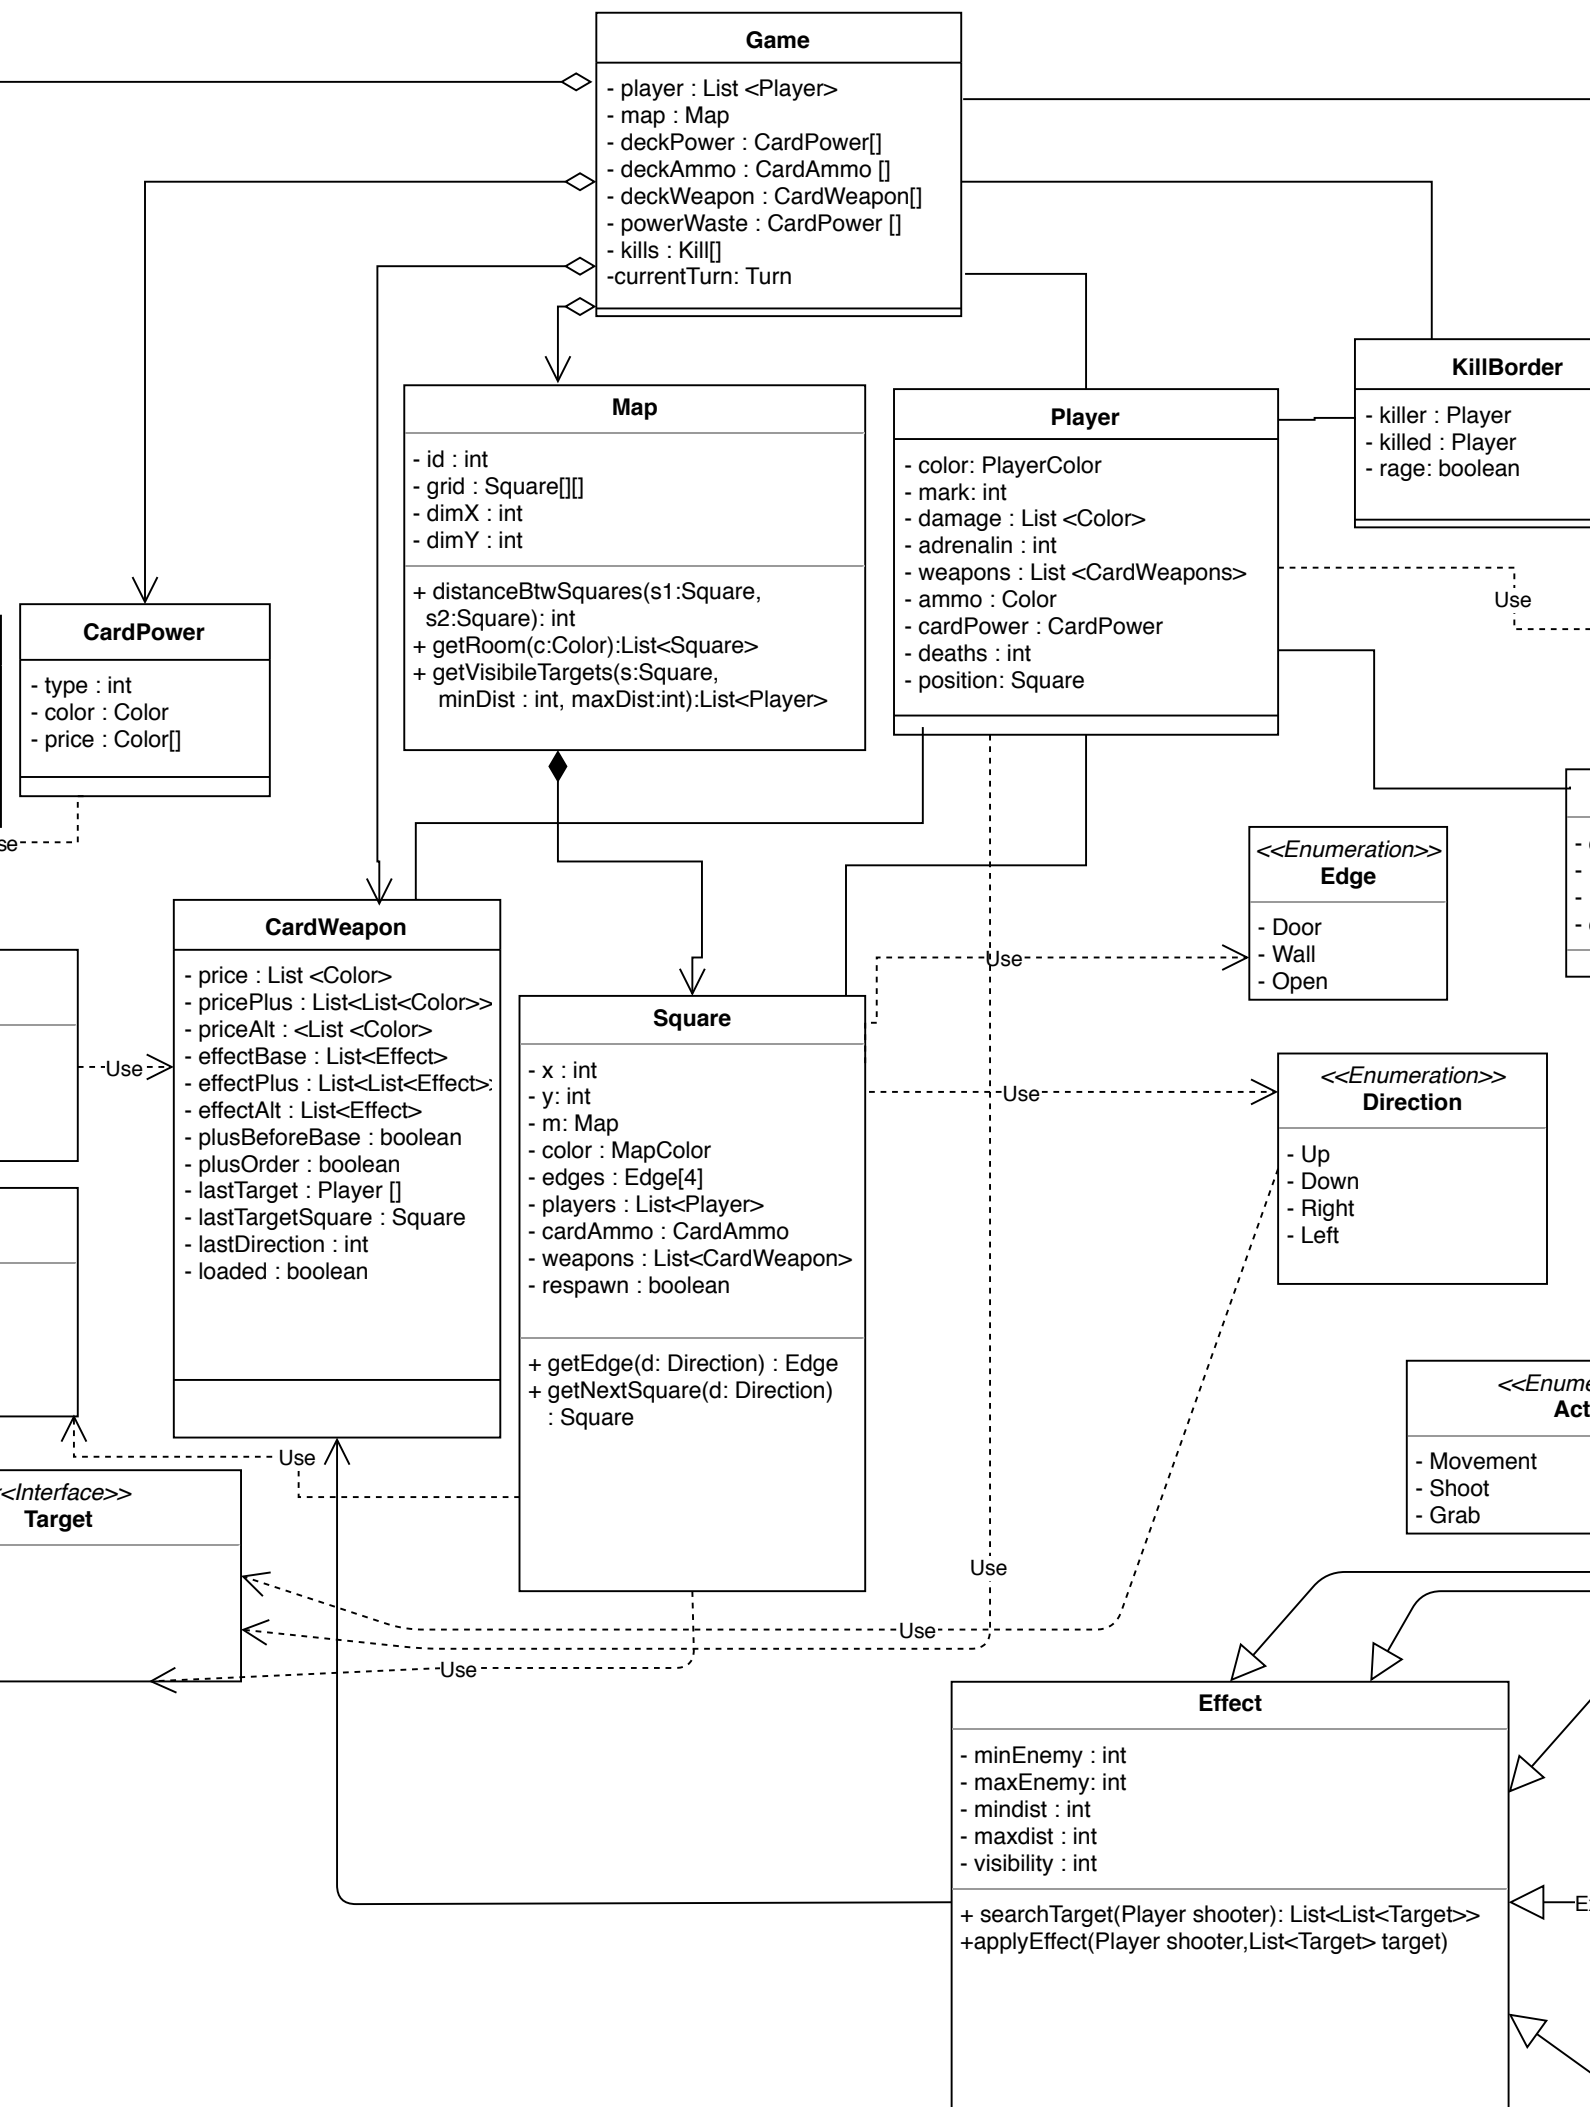 Game
- player : List <Player>
- map : Map
- deckPower : CardPower[]
- deckAmmo : CardAmmo []
- deckWeapon : CardWeapon[]
- powerWaste : CardPower []
- kills : Kill[]
-currentTurn: Turn
KillBorder
- killer : Player
- killed : Player
- rage: boolean
Map
- id : int
- grid : Square[][]
- dimX : int
- dimY : int
+ distanceBtwSquares(s1:Square,
s2:Square): int
+ getRoom(c:Color):List<Square>
+ getVisibileTargets(s:Square,
minDist : int, maxDist:int):List<Player>
Player
- color: PlayerColor
- mark: int
- damage : List <Color>
- adrenalin : int
- weapons : List <CardWeapons>
- ammo : Color
- cardPower : CardPower
- deaths : int
- position: Square
Use
CardPower
- type : int
- color : Color
- price : Color[]
se
<<Enumeration>>
Edge
- Door
- Wall
- Open
CardWeapon
- price : List <Color>
- pricePlus : List<List<Color>>
- priceAlt : <List <Color>
- effectBase : List<Effect>
- effectPlus : List<List<Effect>
- effectAlt : List<Effect>
- plusBeforeBase : boolean
- plusOrder : boolean
- lastTarget : Player []
- lastTargetSquare : Square
- lastDirection : int
- loaded : boolean
Use
Use
Square
- x : int
- y: int
- m: Map
- color : MapColor
- edges : Edge[4]
- players : List<Player>
- cardAmmo : CardAmmo
- weapons : List<CardWeapon>
- respawn : boolean
+ getEdge(d: Direction) : Edge
+ getNextSquare(d: Direction)
: Square
Use
<<Enumeration>>
Direction
- Up
- Down
- Right
- Left
<<Enume
Act
- Movement
- Shoot
- Grab
Use
<Interface>>
Target
Use
Use
Use
Effect
- minEnemy : int
- maxEnemy: int
- mindist : int
- maxdist : int
- visibility : int
+ searchTarget(Player shooter): List<List<Target>>
+applyEffect(Player shooter,List<Target> target)
E